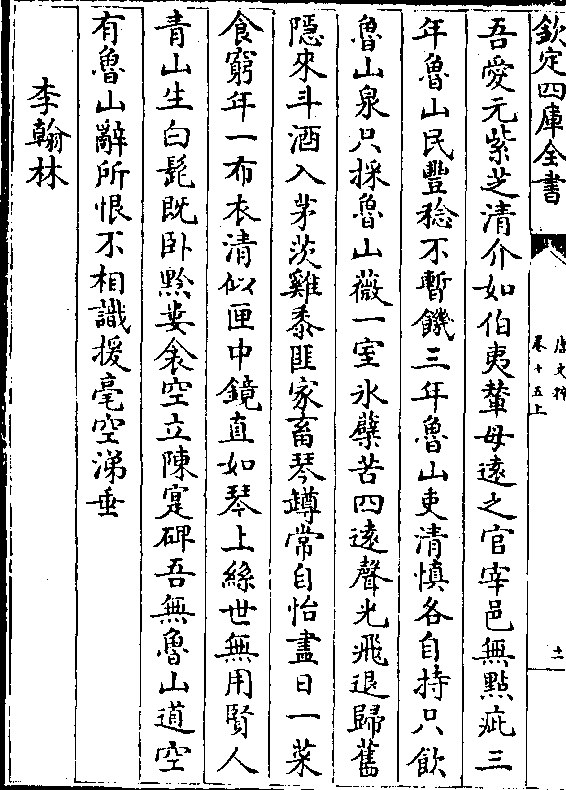 欽定四庫全書
唐文粹
卷十五上
十一
吾愛元紫芝清介如伯夷輦母遠之官宰邑無點疵三
年魯山民豐稔不暫饑三年魯山吏清慎各自持只飲
魯山泉只採魯山薇一室氷蘗苦四遠聲光飛退歸舊
隱來斗酒入茅茨雞黍匪家畜琴罇常自怡盡日一菜
食窮年一布衣清似匣中鏡直如琴上絲世無用賢人
青山生白髭既卧黔婁衾空立陳寔碑吾無魯山道空
有魯山辭所恨不相識援毫空涕垂
李翰林